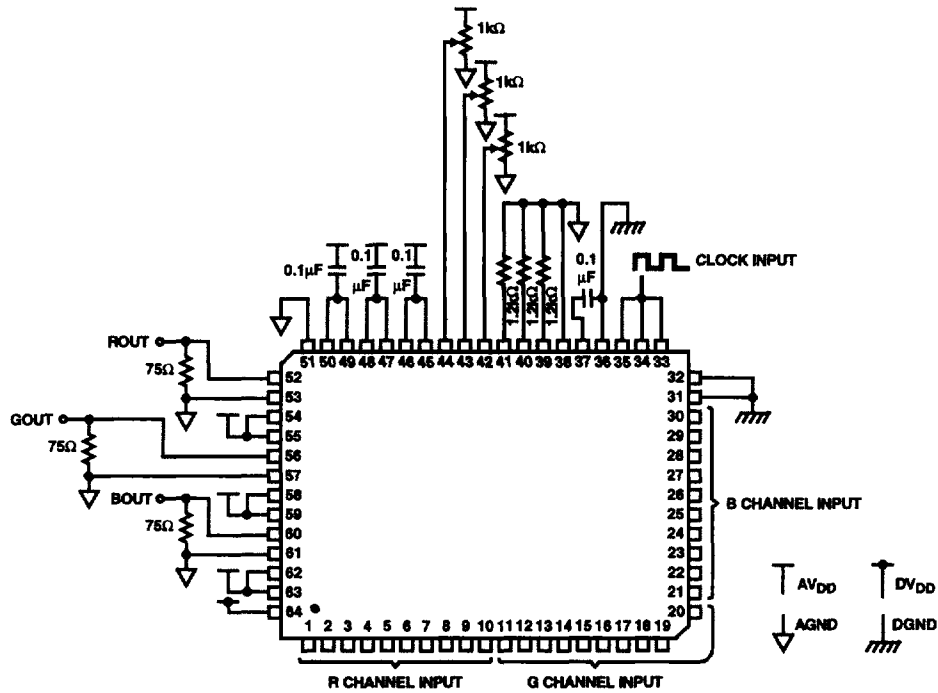 1kΩ
1kΩ
1kΩ
0.1µF
0.1
µF
0.1
µF
1.2kΩ
1.2kΩ
1.2kΩ
0.1
µF
CLOCK INPUT
51 50 49 48 47 46 45 44 43 42 41 40 39 38 37 36 35 34 33
ROUT
75Ω
GOUT
75Ω
BOUT
75Ω
52
53
54
55
56
57
58
59
60
61
62
63
64
32
31
30
29
28
27
26
25
24
23
22
21
20
B CHANNEL INPUT
1 2 3 4 5 6 7 8 9 10 11 12 13 14 15 16 17 18 19
R CHANNEL INPUT
G CHANNEL INPUT
AVDD
DVDD
AGND
DGND